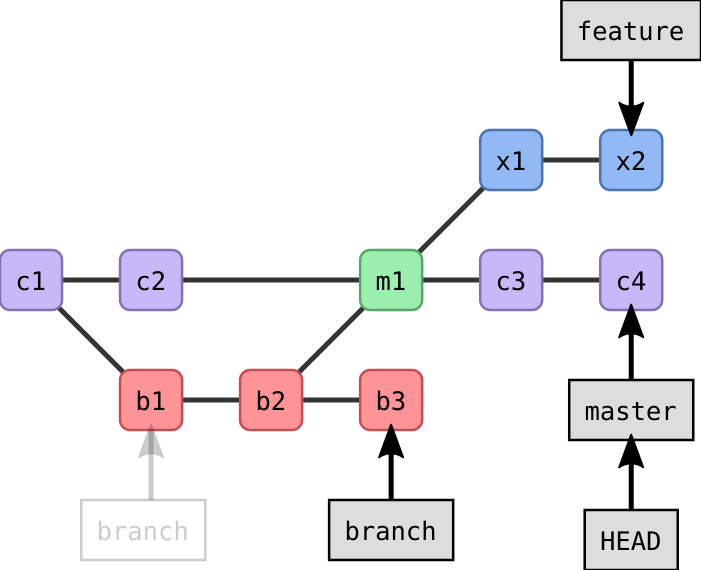 feature
x1
x2
c1
c2
m1
c3
c4
b1
b2
b3
master
branch
branch
HEAD